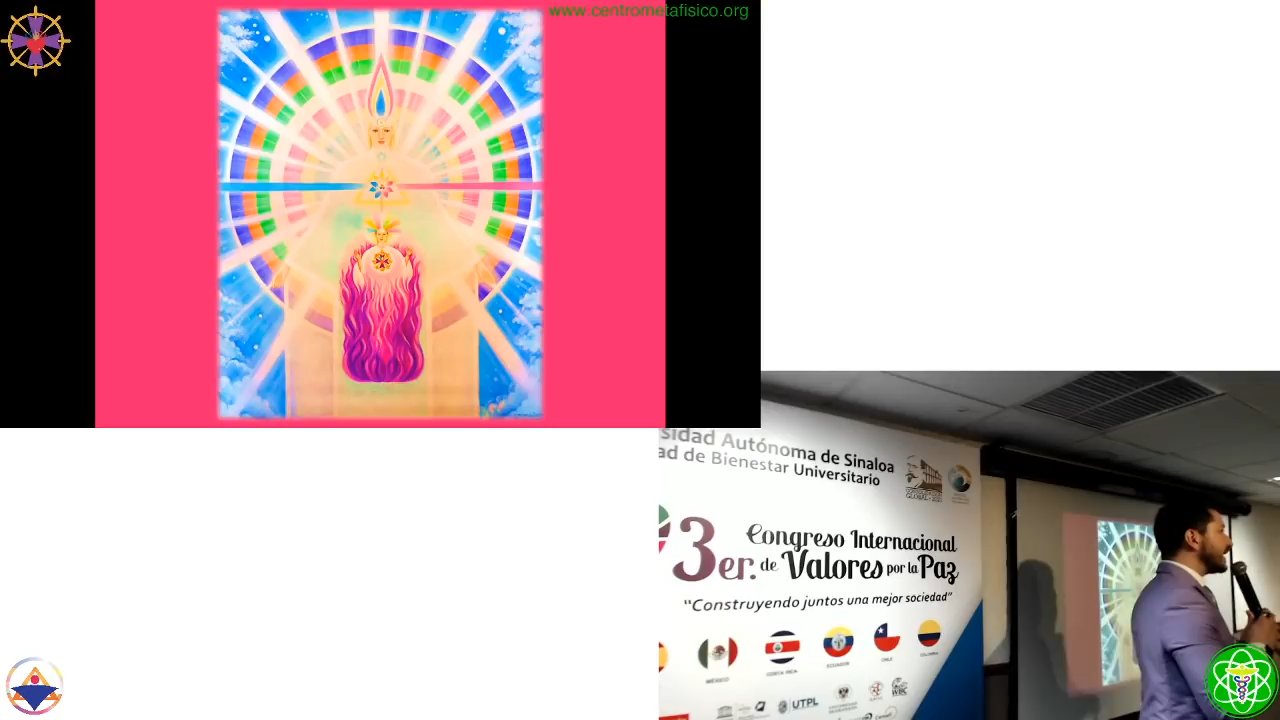 www.centrometafisico.org
sidad Autónoma de Sinaloa
ad de Bienestar Universitario
3er.
Congreso Internacional
de Valores por la Paz
"Construyendo juntos una mejor sociedad"
MÉXICO
COSTA RICA
ECUADOR
CHILE
COLOMBIA
UTPL